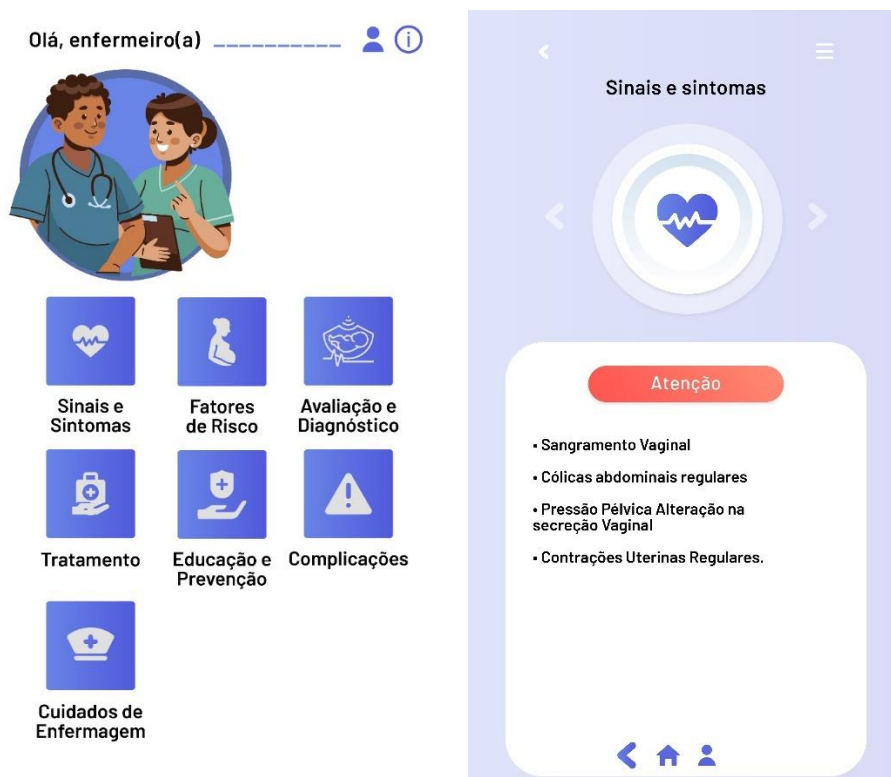 Olá, enfermeiro(a) __________
Sinais e
Sintomas
Fatores
de Risco
Avaliação e
Diagnóstico
Tratamento
Educação e
Prevenção
Complicações
Cuidados de
Enfermagem
Sinais e sintomas
Atenção
• Sangramento Vaginal
• Cólicas abdominais regulares
• Pressão Pélvica Alteração na
secreção Vaginal
• Contrações Uterinas Regulares.